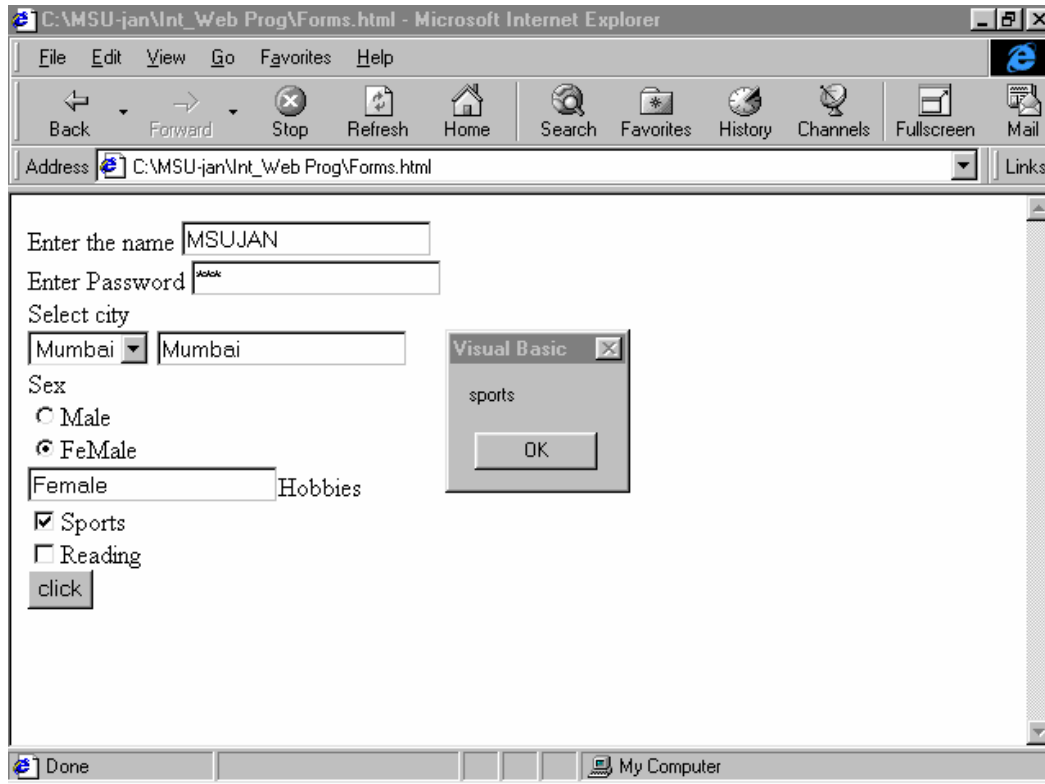 C:\MSU-jan\Int_Web Prog\Forms.html - Microsoft Internet Explorer
File Edit View Go Favorites Help
Back Forward Stop Refresh Home Search Favorites History Channels Fullscreen Mail
Address C:\MSU-jan\Int_Web Prog\Forms.html Links
Enter the name MSUJAN
Enter Password ****
Select city
Mumbai Mumbai
Sex
Male
FeMale
Female Hobbies
Sports
Reading
click
Visual Basic
sports
OK
Done My Computer